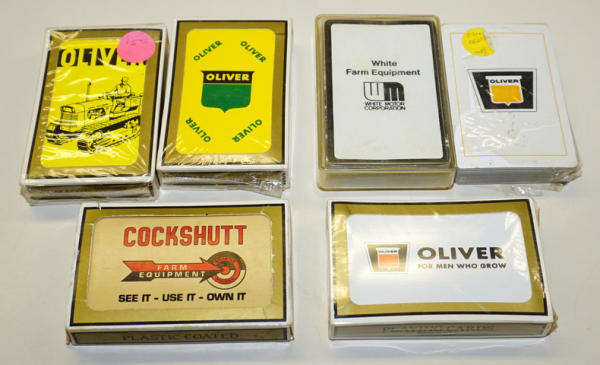 OLIVER
OLIVER
OLIVER
OLIVER
OLIVER
OLIVER
White
Farm Equipment
WM
WHITE MOTOR
CORPORATION
OLIVER
COCKSHUTT
FARM
EQUIPMENT
SEE IT - USE IT - OWN IT
PLASTIC COATED
OLIVER
FOR MEN WHO GROW
PLAYING CARDS